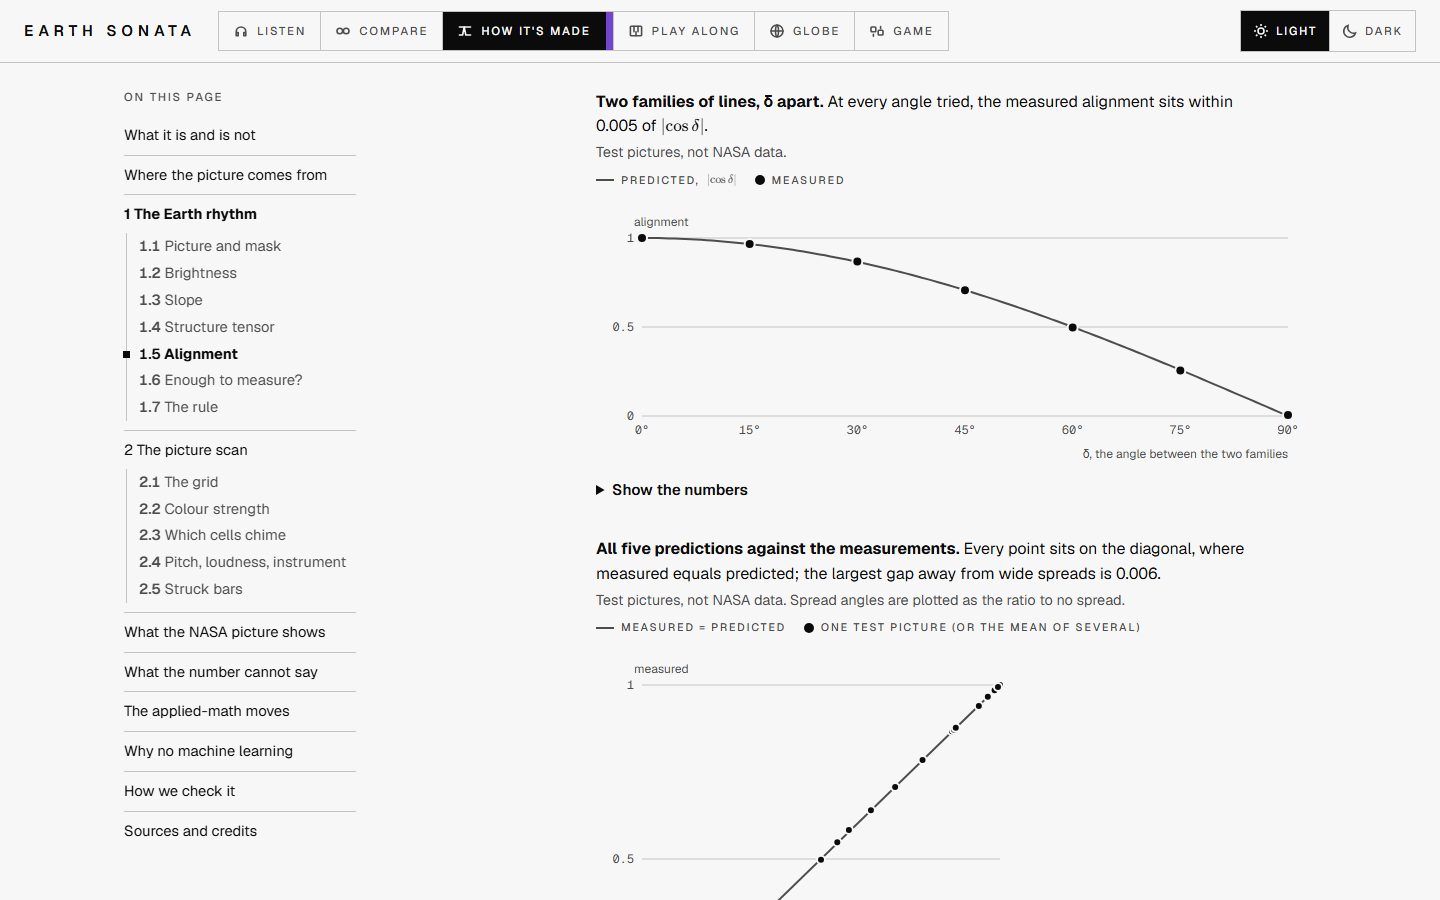 EARTH SONATA
LISTEN
COMPARE
HOW IT'S MADE
PLAY ALONG
GLOBE
GAME
LIGHT
DARK
ON THIS PAGE
What it is and is not
Where the picture comes from
1 The Earth rhythm
1.1 Picture and mask
1.2 Brightness
1.3 Slope
1.4 Structure tensor
1.5 Alignment
1.6 Enough to measure?
1.7 The rule
2 The picture scan
2.1 The grid
2.2 Colour strength
2.3 Which cells chime
2.4 Pitch, loudness, instrument
2.5 Struck bars
What the NASA picture shows
What the number cannot say
The applied-math moves
Why no machine learning
How we check it
Sources and credits
Two families of lines, δ apart. At every angle tried, the measured alignment sits within
0.005 of |cos δ|.
Test pictures, not NASA data.
PREDICTED, |cos δ| MEASURED
alignment
1
0.5
0
0° 15° 30° 45° 60° 75° 90°
δ, the angle between the two families
Show the numbers
All five predictions against the measurements. Every point sits on the diagonal, where
measured equals predicted; the largest gap away from wide spreads is 0.006.
Test pictures, not NASA data. Spread angles are plotted as the ratio to no spread.
MEASURED = PREDICTED ONE TEST PICTURE (OR THE MEAN OF SEVERAL)
measured
1
0.5